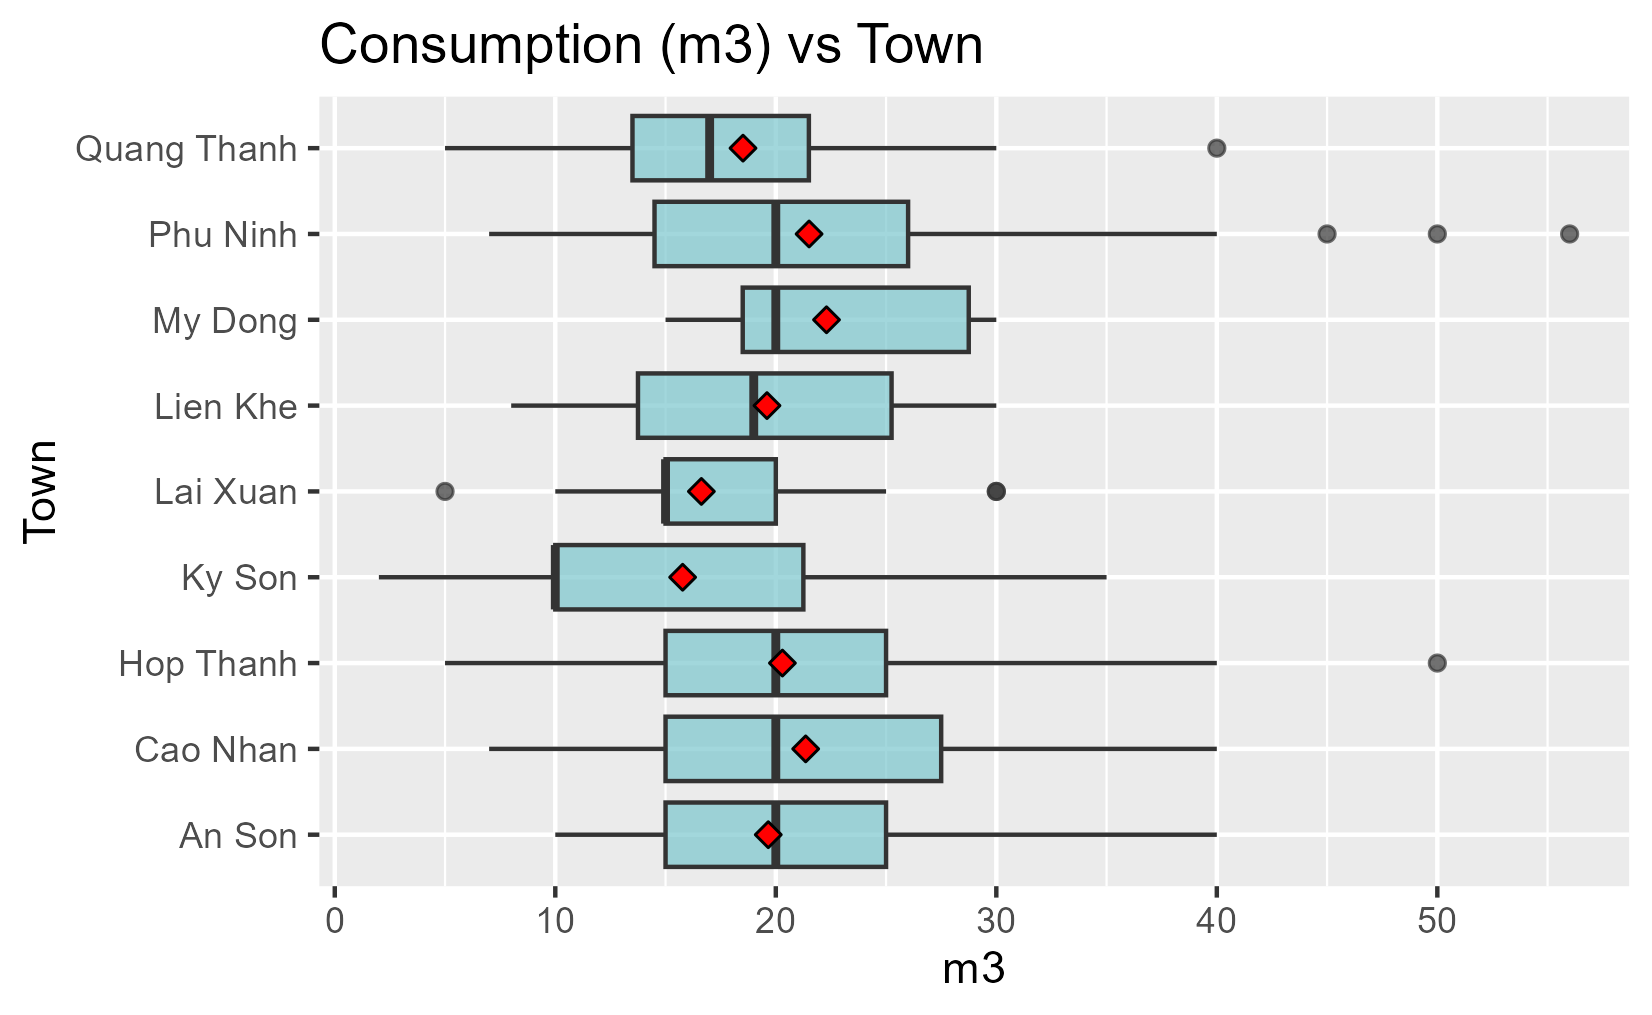 Consumption (m3) vs Town
Town
Quang Thanh
Phu Ninh
My Dong
Lien Khe
Lai Xuan
Ky Son
Hop Thanh
Cao Nhan
An Son
0 10 20 30 40 50
m3